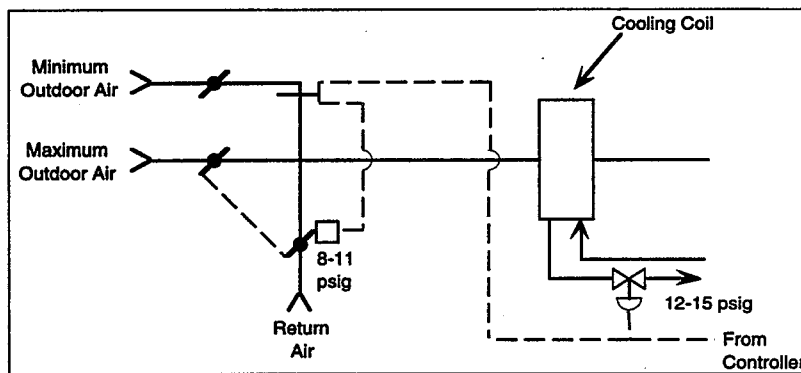 Cooling Coil
Minimum
Outdoor Air
Maximum
Outdoor Air
8-11
psig
12-15 psig
Return
Air
From
Controller